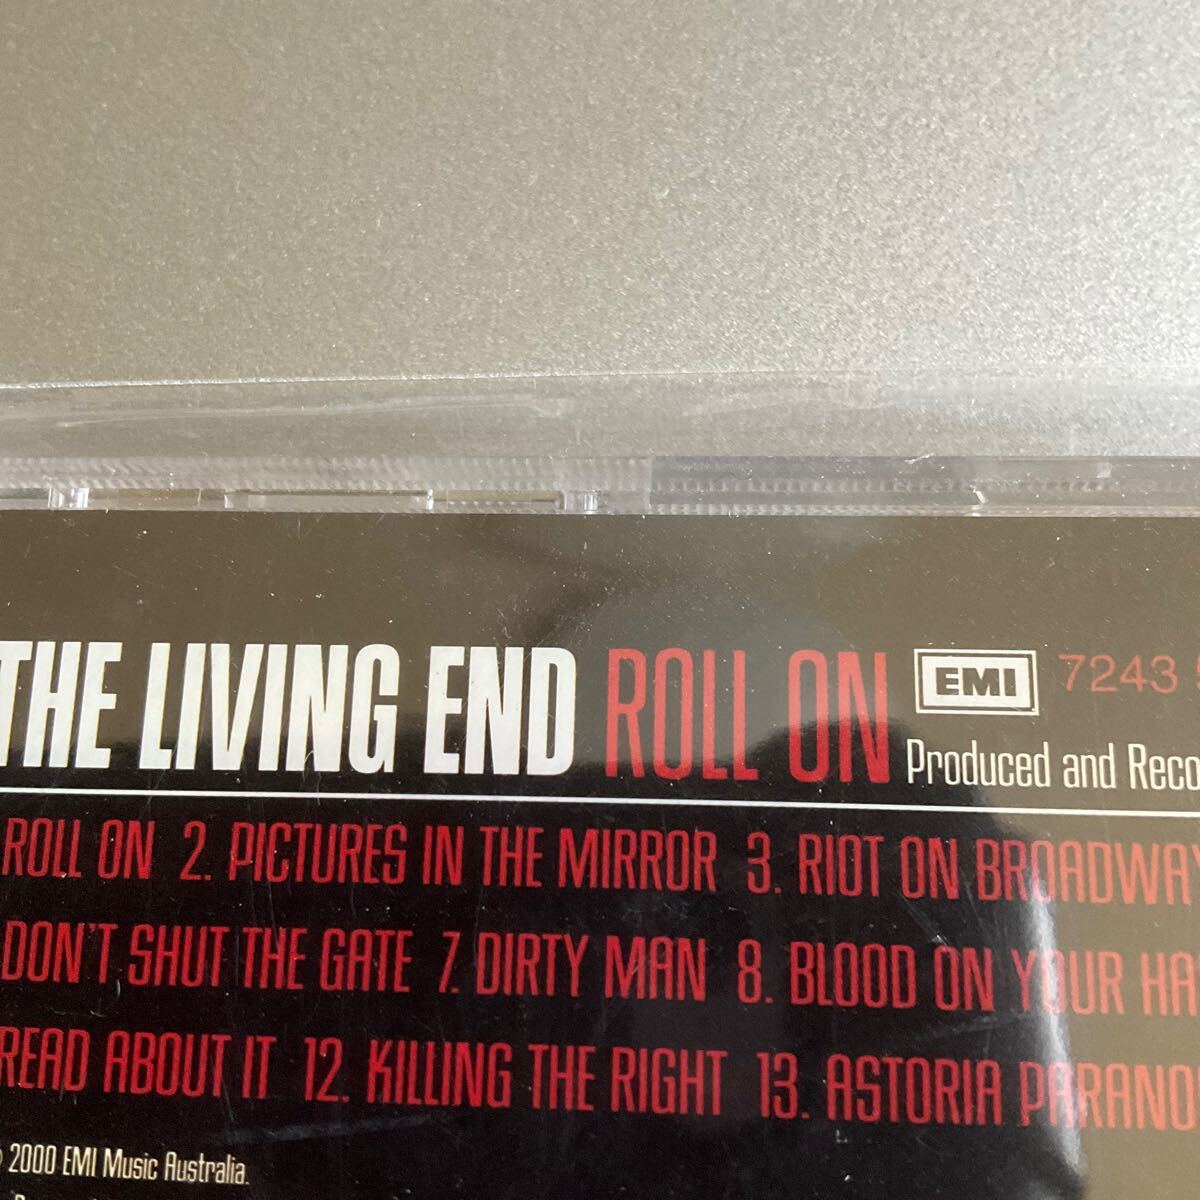 THE LIVING END ROLL ON EMI 7243
Produced and
ROLL ON 2. PICTURES IN THE MIRROR 3. RIOT ON BROADWAY
DON'T SHUT THE GATE 7. DIRTY MAN 8. BLOOD ON YOUR
READ ABOUT IT 12. KILLING THE RIGHT 13. ASTORIA
2000 EMI Music Australia.